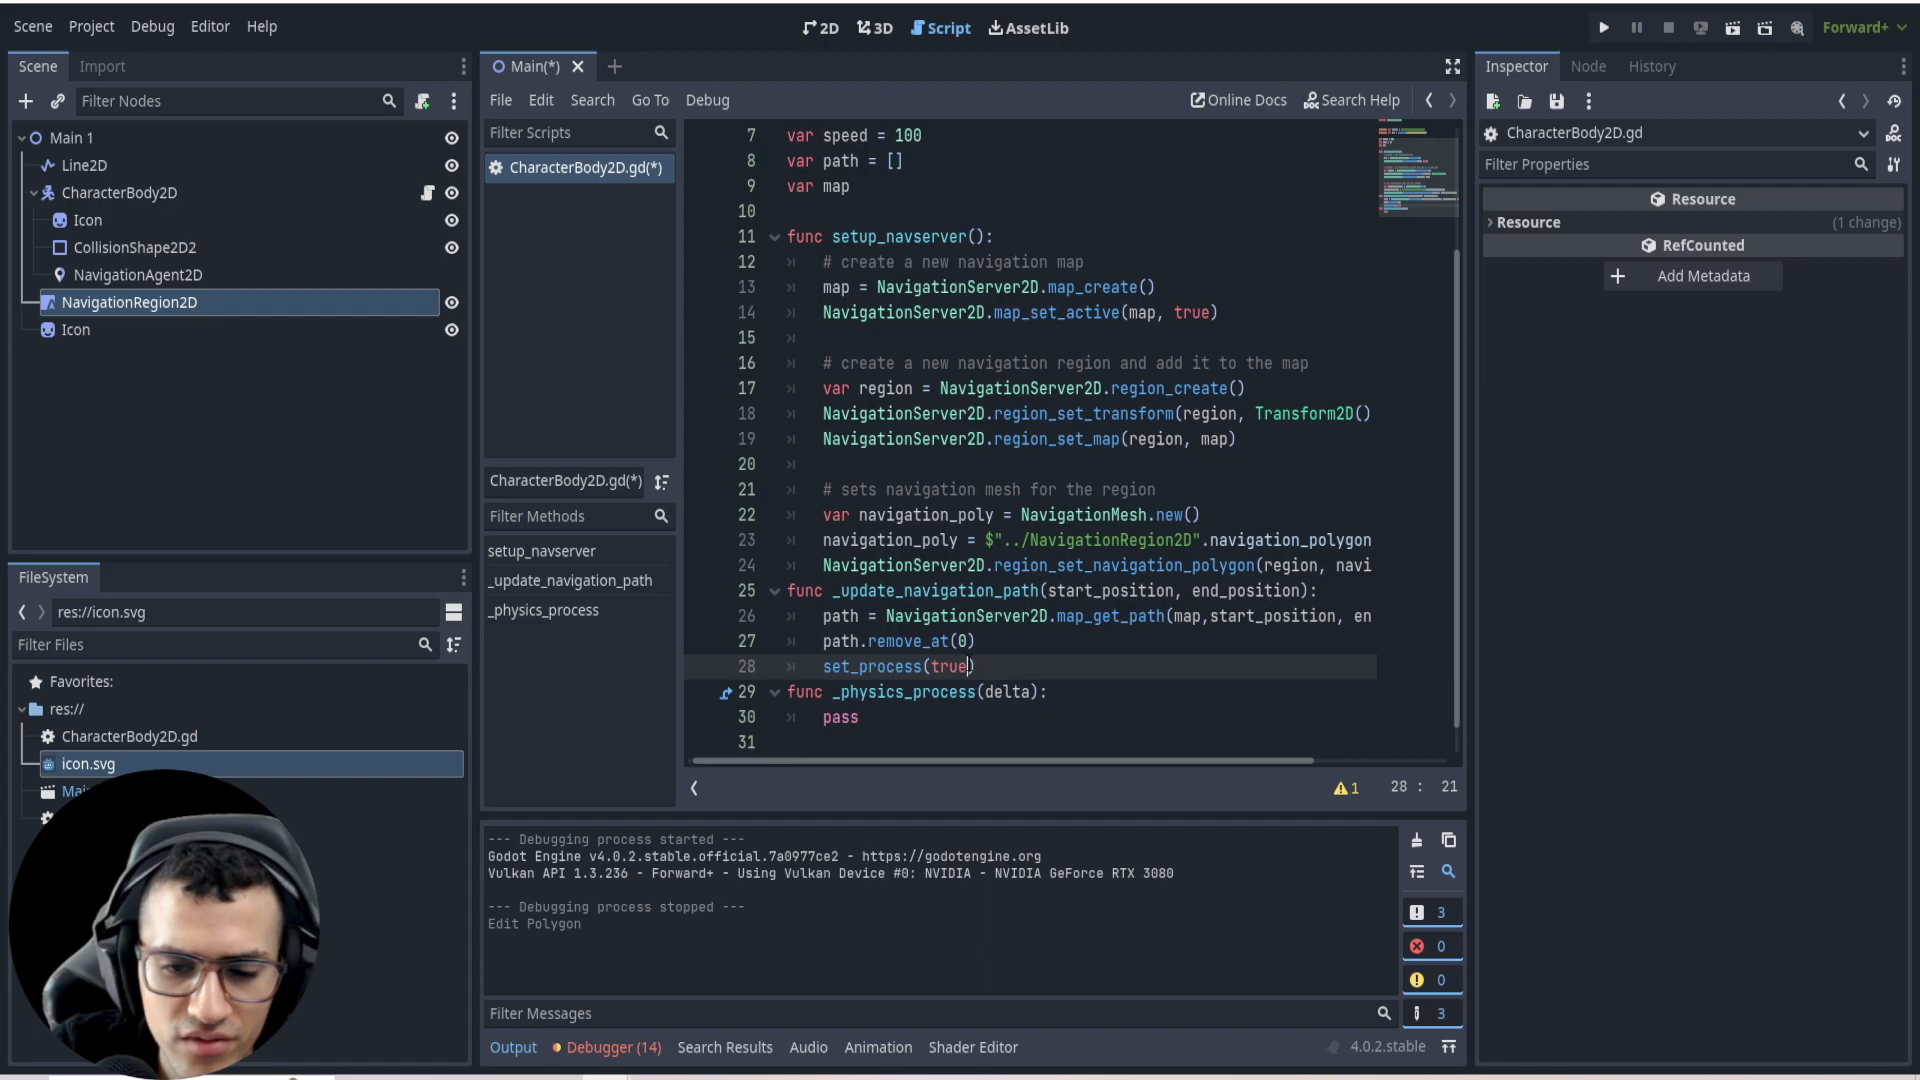 Scene Project Debug Editor Help
2D 3D Script AssetLib
Forward+
Scene Import
Filter Nodes
Main 1
Line2D
CharacterBody2D
Icon
CollisionShape2D2
NavigationAgent2D
NavigationRegion2D
Icon
FileSystem
res://icon.svg
Filter Files
Favorites:
res://
CharacterBody2D.gd
icon.svg
Mai
Main(*)
File Edit Search Go To Debug
Online Docs Search Help
Filter Scripts
CharacterBody2D.gd(*)
CharacterBody2D.gd(*)
Filter Methods
setup_navserver
_update_navigation_path
_physics_process
7 var speed = 100
8 var path = []
9 var map
10
11 func setup_navserver():
12 # create a new navigation map
13 map = NavigationServer2D.map_create()
14 NavigationServer2D.map_set_active(map, true)
15
16 # create a new navigation region and add it to the map
17 var region = NavigationServer2D.region_create()
18 NavigationServer2D.region_set_transform(region, Transform2D()
19 NavigationServer2D.region_set_map(region, map)
20
21 # sets navigation mesh for the region
22 var navigation_poly = NavigationMesh.new()
23 navigation_poly = $"../NavigationRegion2D".navigation_polygon
24 NavigationServer2D.region_set_navigation_polygon(region, navi
25 func _update_navigation_path(start_position, end_position):
26 path = NavigationServer2D.map_get_path(map,start_position, en
27 path.remove_at(0)
28 set_process(true)
29 func _physics_process(delta):
30 pass
31
1 28 : 21
--- Debugging process started ---
Godot Engine v4.0.2.stable.official.7a0977ce2 - https://godotengine.org
Vulkan API 1.3.236 - Forward+ - Using Vulkan Device #0: NVIDIA - NVIDIA GeForce RTX 3080
--- Debugging process stopped ---
Edit Polygon
3
0
0
3
Filter Messages
Output Debugger (14) Search Results Audio Animation Shader Editor
4.0.2.stable
Inspector Node History
CharacterBody2D.gd
Filter Properties
Resource
Resource (1 change)
RefCounted
Add Metadata